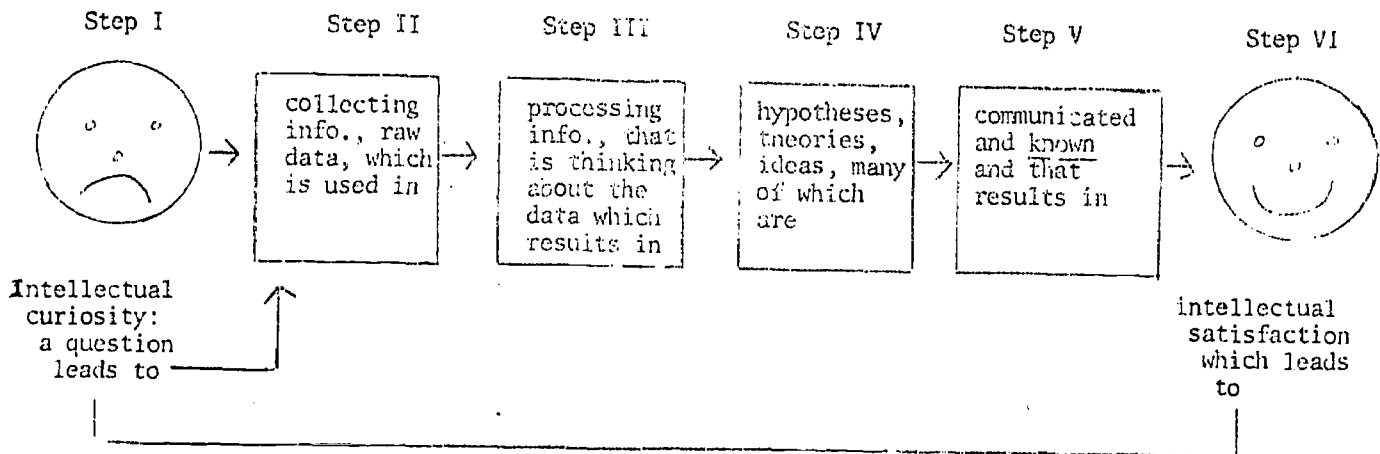 Step I
Step II
Step III
Step IV
Step V
Step VI
collecting
info., raw
data, which
is used in
processing
info., that
is thinking
about the
data which
results in
hypotheses,
theories,
ideas, many
of which
are
communicated
and known
and that
results in
Intellectual
curiosity:
a question
leads to
intellectual
satisfaction
which leads
to